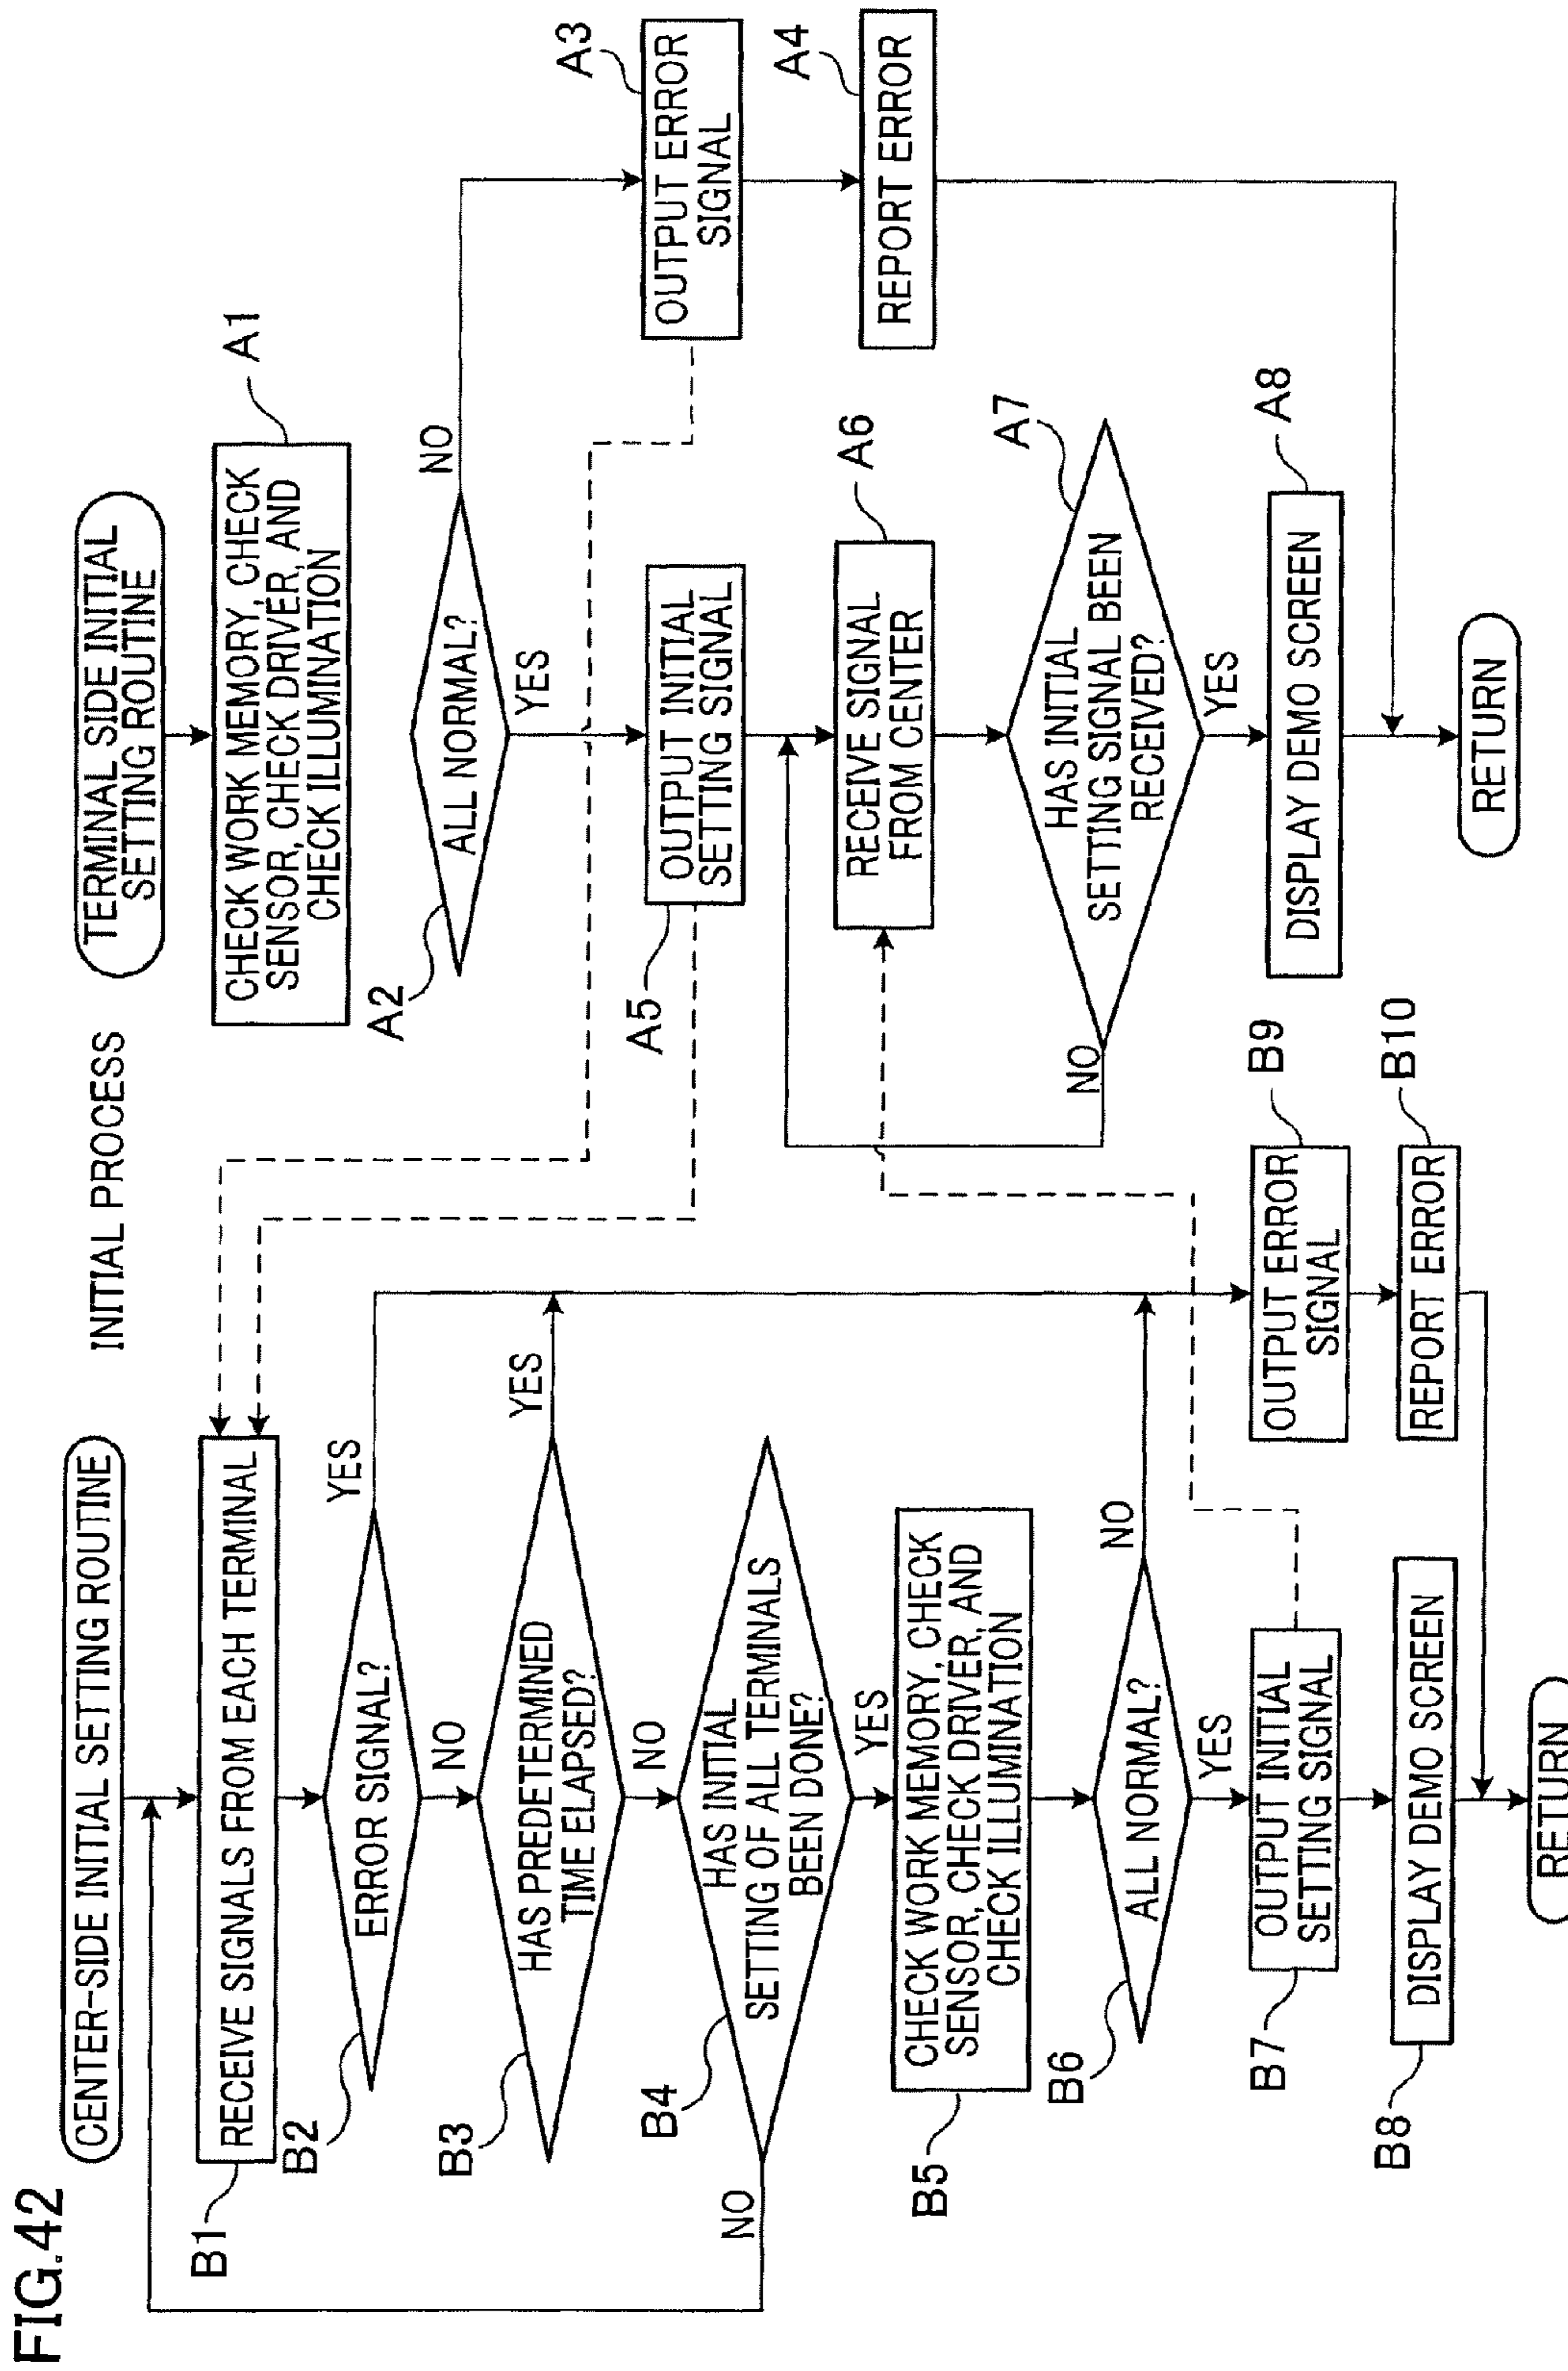 FIG.42
INITIAL PROCESS
CENTER-SIDE INITIAL SETTING ROUTINE
B1
RECEIVE SIGNALS FROM EACH TERMINAL
B2
ERROR SIGNAL?
YES
NO
B3
HAS PREDETERMINED
TIME ELAPSED?
YES
NO
B4
HAS INITIAL
SETTING OF ALL TERMINALS
BEEN DONE?
NO
YES
B5
CHECK WORK MEMORY, CHECK
SENSOR, CHECK DRIVER, AND
CHECK ILLUMINATION
B6
ALL NORMAL?
NO
YES
B7
OUTPUT INITIAL
SETTING SIGNAL
B8
DISPLAY DEMO SCREEN
B9
OUTPUT ERROR
SIGNAL
B10
REPORT ERROR
RETURN
TERMINAL SIDE INITIAL
SETTING ROUTINE
A1
CHECK WORK MEMORY, CHECK
SENSOR, CHECK DRIVER, AND
CHECK ILLUMINATION
A2
ALL NORMAL?
NO
YES
A3
OUTPUT ERROR
SIGNAL
A4
REPORT ERROR
A5
OUTPUT INITIAL
SETTING SIGNAL
A6
RECEIVE SIGNAL
FROM CENTER
A7
HAS INITIAL
SETTING SIGNAL BEEN
RECEIVED?
NO
YES
A8
DISPLAY DEMO SCREEN
RETURN